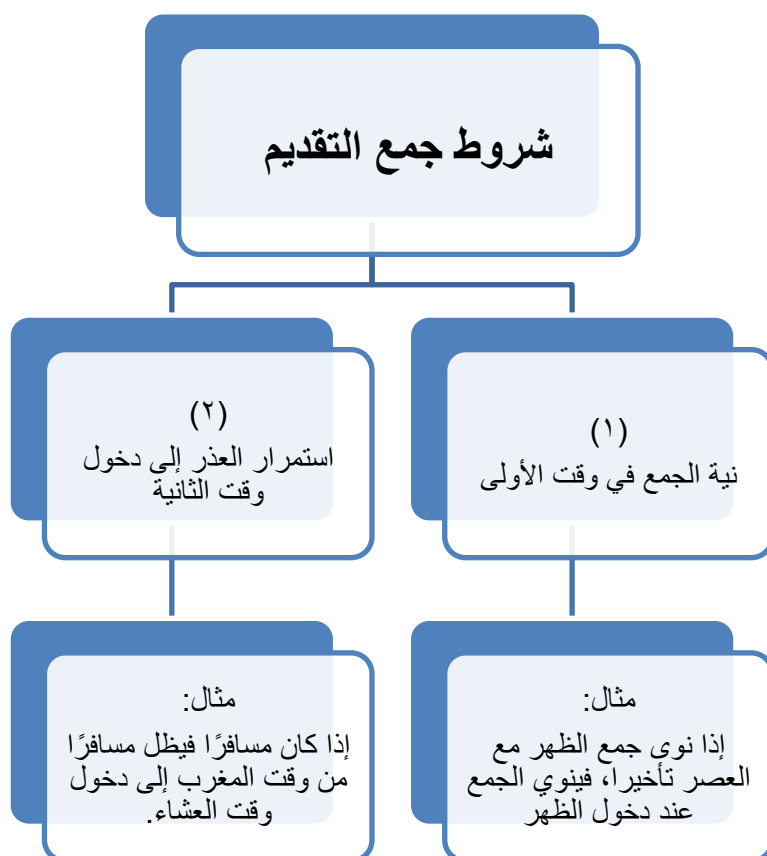 شروط جمع التقديم
(١)
نية الجمع في وقت الأولى
(٢)
استمرار العذر إلى دخول
وقت الثانية
مثال:
إذا نوى جمع الظهر مع
العصر تأخيرا، فينوي الجمع
عند دخول الظهر
مثال:
إذا كان مسافرًا فيظل مسافرًا
من وقت المغرب إلى دخول
وقت العشاء.